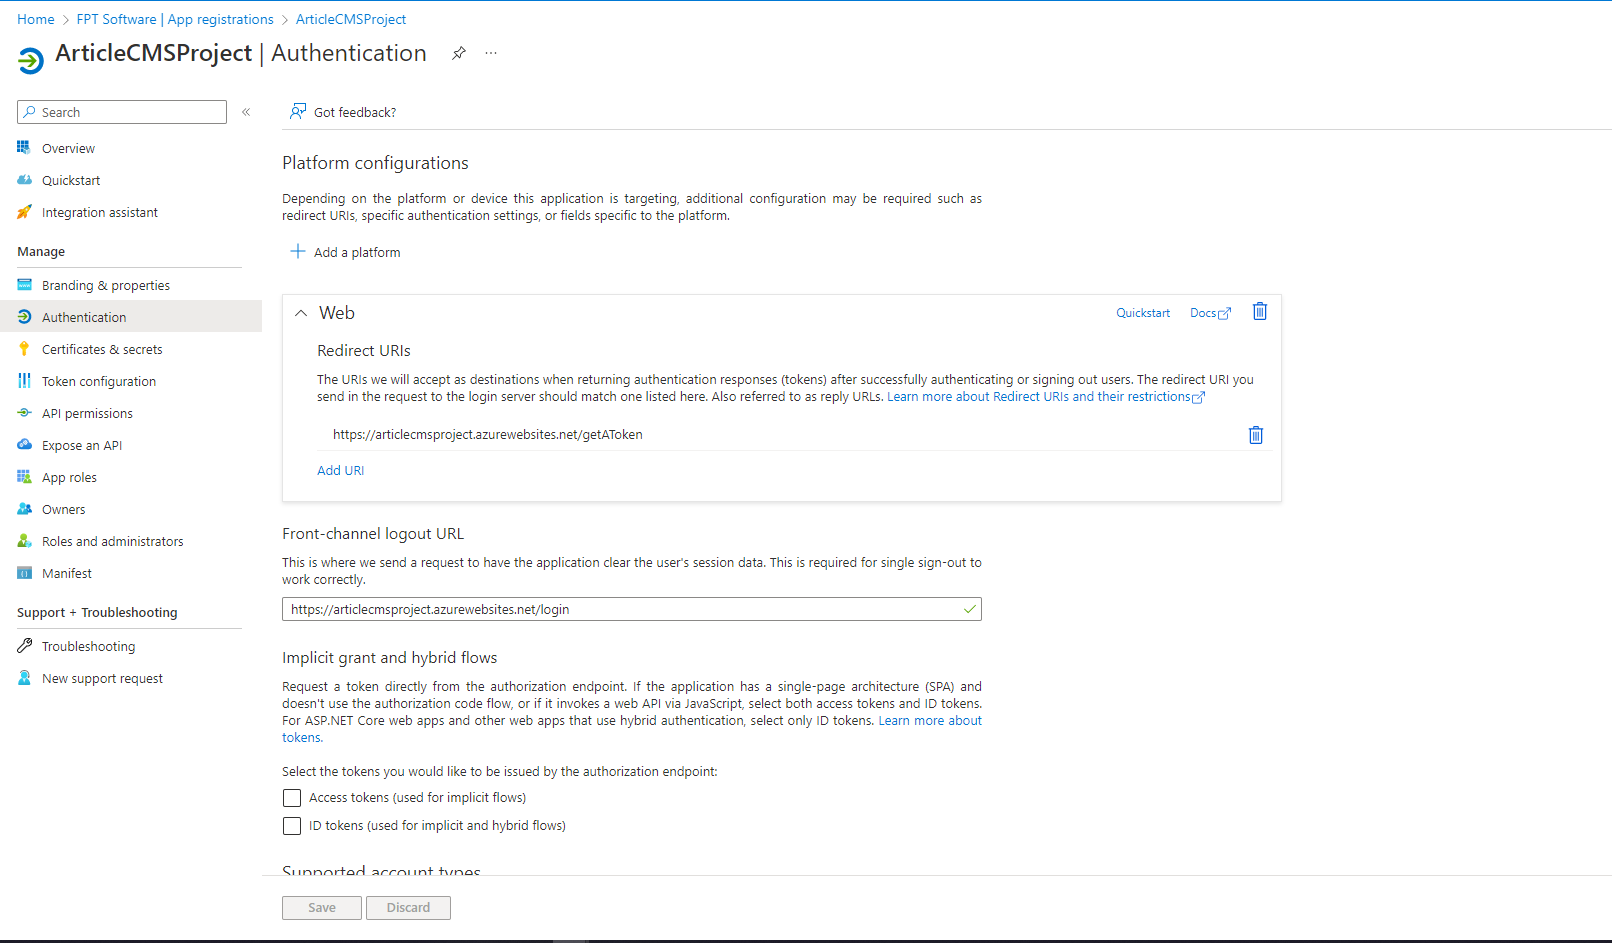 Home > FPT Software | App registrations > ArticleCMSProject
ArticleCMSProject | Authentication
Search
Got feedback?
Overview
Quickstart
Integration assistant
Manage
Branding & properties
Authentication
Certificates & secrets
Token configuration
API permissions
Expose an API
App roles
Owners
Roles and administrators
Manifest
Support + Troubleshooting
Troubleshooting
New support request
Platform configurations
Depending on the platform or device this application is targeting, additional configuration may be required such as
redirect URIs, specific authentication settings, or fields specific to the platform.
Add a platform
Web
Quickstart
Docs
Redirect URIs
The URIs we will accept as destinations when returning authentication responses (tokens) after successfully authenticating or signing out users. The redirect URI you
send in the request to the login server should match one listed here. Also referred to as reply URLs. Learn more about Redirect URIs and their restrictions
https://articlecmsproject.azurewebsites.net/getAToken
Add URI
Front-channel logout URL
This is where we send a request to have the application clear the user's session data. This is required for single sign-out to
work correctly.
https://articlecmsproject.azurewebsites.net/login
Implicit grant and hybrid flows
Request a token directly from the authorization endpoint. If the application has a single-page architecture (SPA) and
doesn't use the authorization code flow, or if it invokes a web API via JavaScript, select both access tokens and ID tokens.
For ASP.NET Core web apps and other web apps that use hybrid authentication, select only ID tokens. Learn more about
tokens.
Select the tokens you would like to be issued by the authorization endpoint:
Access tokens (used for implicit flows)
ID tokens (used for implicit and hybrid flows)
Supported account types
Save
Discard